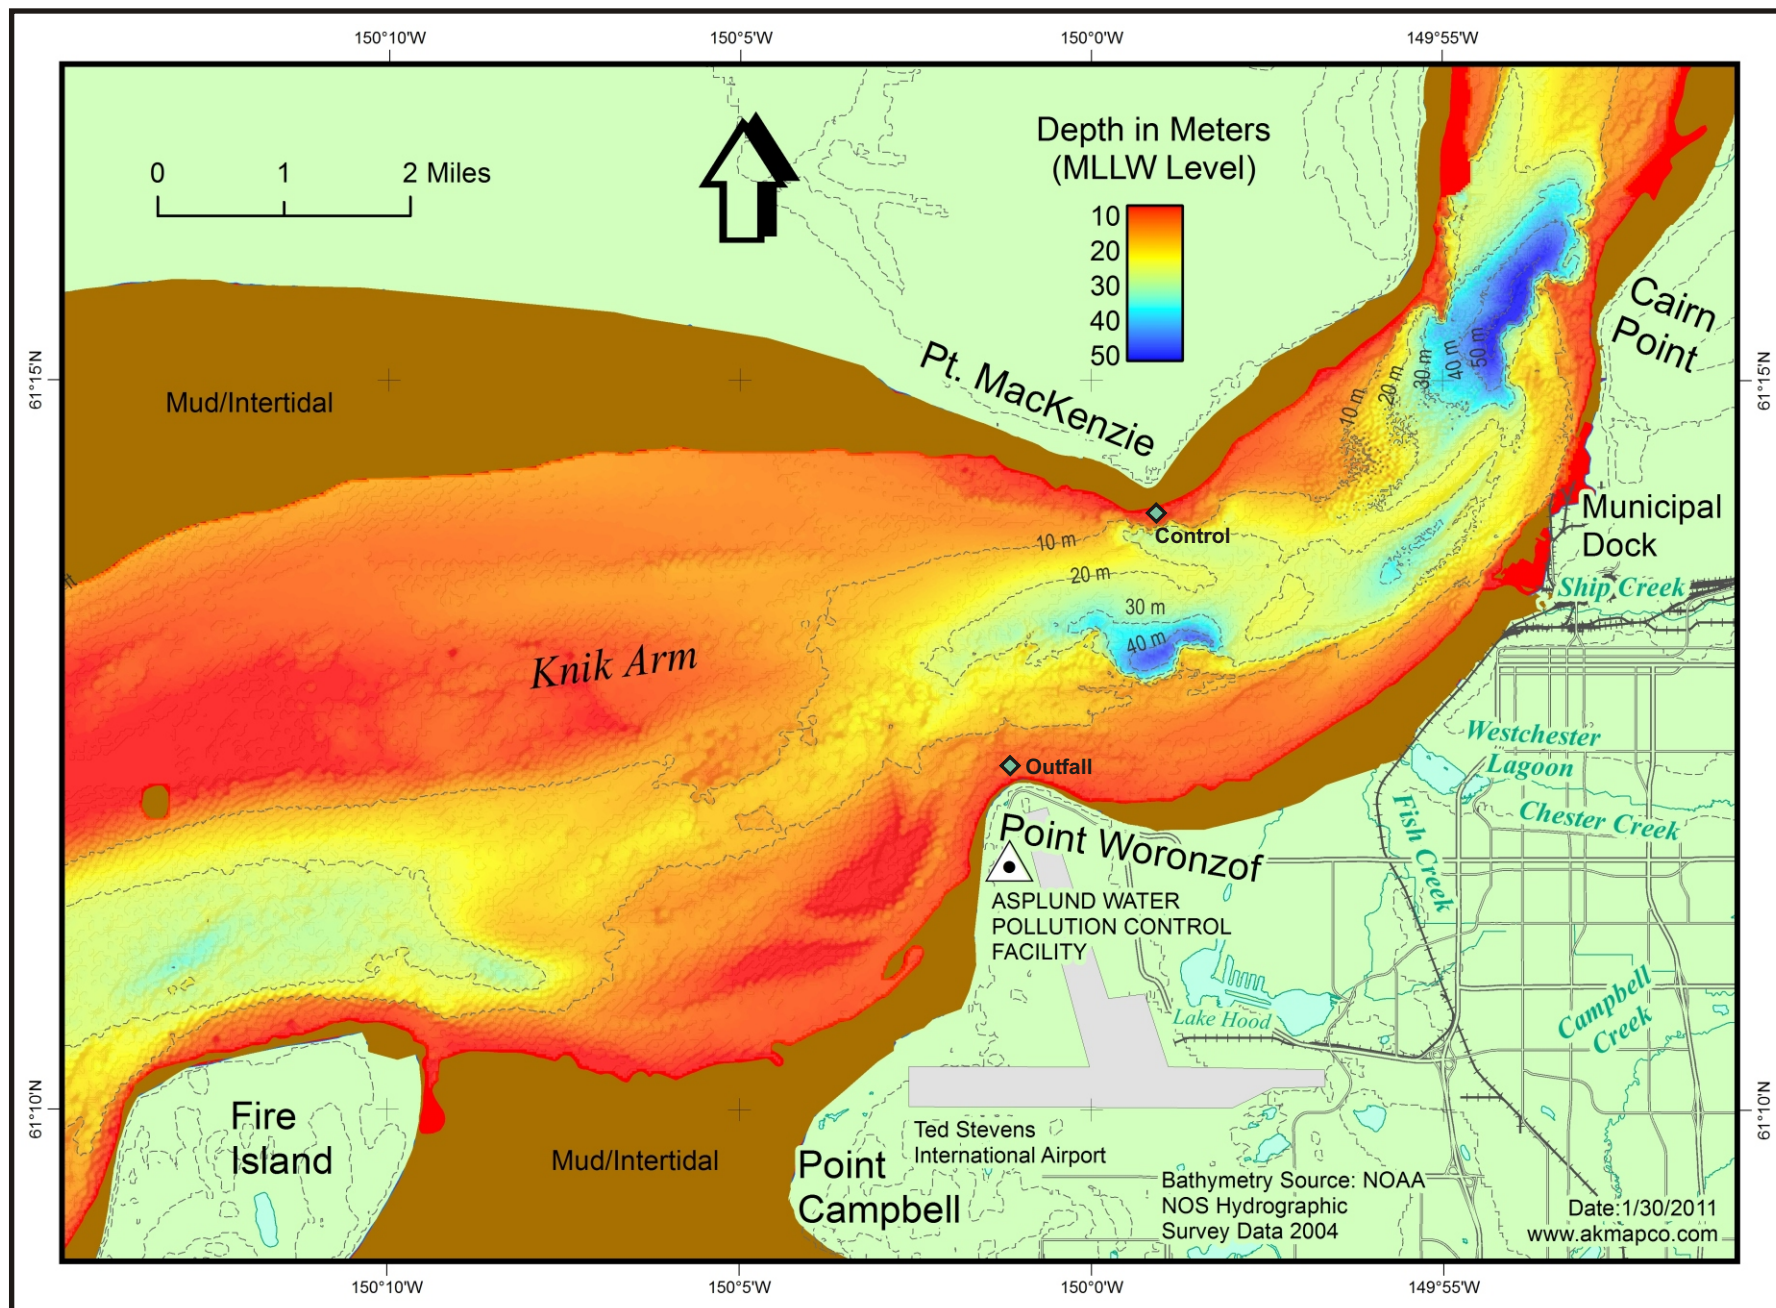 150°10'W
150°5'W
150°0'W
149°55'W
0
1
2 Miles
Depth in Meters
(MLLW Level)
10
20
30
40
50
Cairn
Point
61°15'N
61°15'N
Pt. MacKenzie
Mud/Intertidal
10 m
20 m
30 m
40 m
50 m
Municipal
Dock
Control
10 m
20 m
30 m
40 m
Ship Creek
Knik Arm
Westchester
Lagoon
Outfall
Fish Creek
Chester Creek
Point Woronzof
ASPLUND WATER
POLLUTION CONTROL
FACILITY
Lake Hood
Campbell
Creek
61°10'N
61°10'N
Fire
Island
Mud/Intertidal
Point
Campbell
Ted Stevens
International Airport
Bathymetry Source: NOAA
NOS Hydrographic
Survey Data 2004
Date:1/30/2011
www.akmapco.com
150°10'W
150°5'W
150°0'W
149°55'W